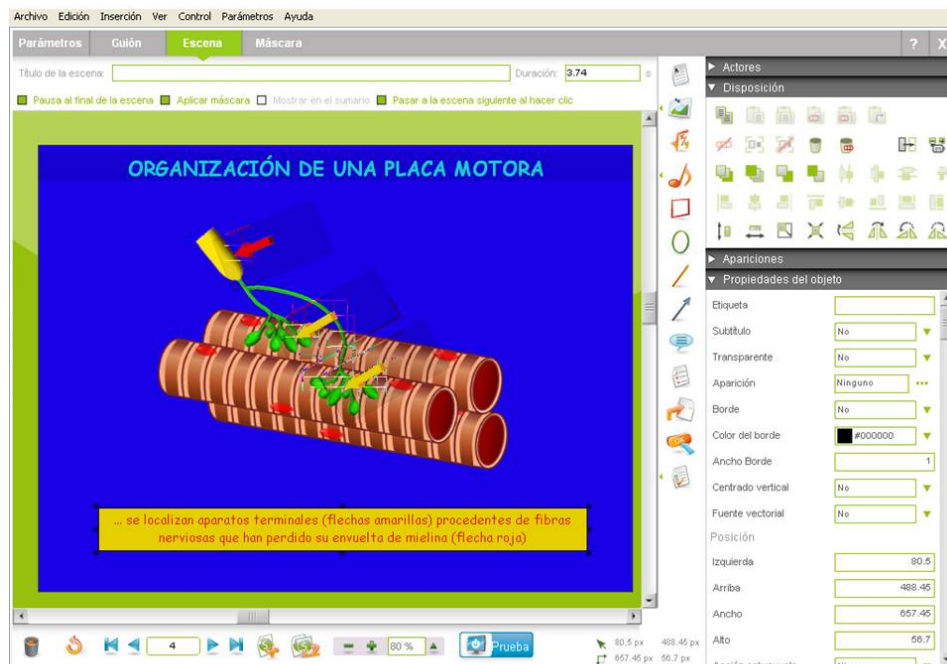 Archivo Edición Inserción Ver Control Parámetros Ayuda
Parámetros Guión Escena Máscara ? X
Título de la escena: Duración: 3.74 s
Pausa al final de la escena Aplicar máscara Mostrar en el sumario Pasar a la escena siguiente al hacer clic
ORGANIZACIÓN DE UNA PLACA MOTORA
... se localizan aparatos terminales (flechas amarillas) procedentes de fibras
nerviosas que han perdido su envuelta de mielina (flecha roja)
4 80 % Prueba
80.5 px 488.45 px
657.45 px 56.7 px
Actores
Disposición
Apariciones
Propiedades del objeto
Etiqueta
Subtítulo No
Transparente No
Aparición Ninguno
Borde No
Color del borde #000000
Ancho Borde 1
Centrado vertical No
Fuente vectorial No
Posición
Izquierda 80.5
Arriba 488.45
Ancho 657.45
Alto 56.7